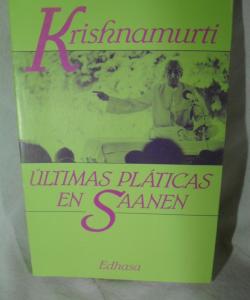 Krishnamurti
ÚLTIMAS PLÁTICAS
EN SAANEN
Edhasa